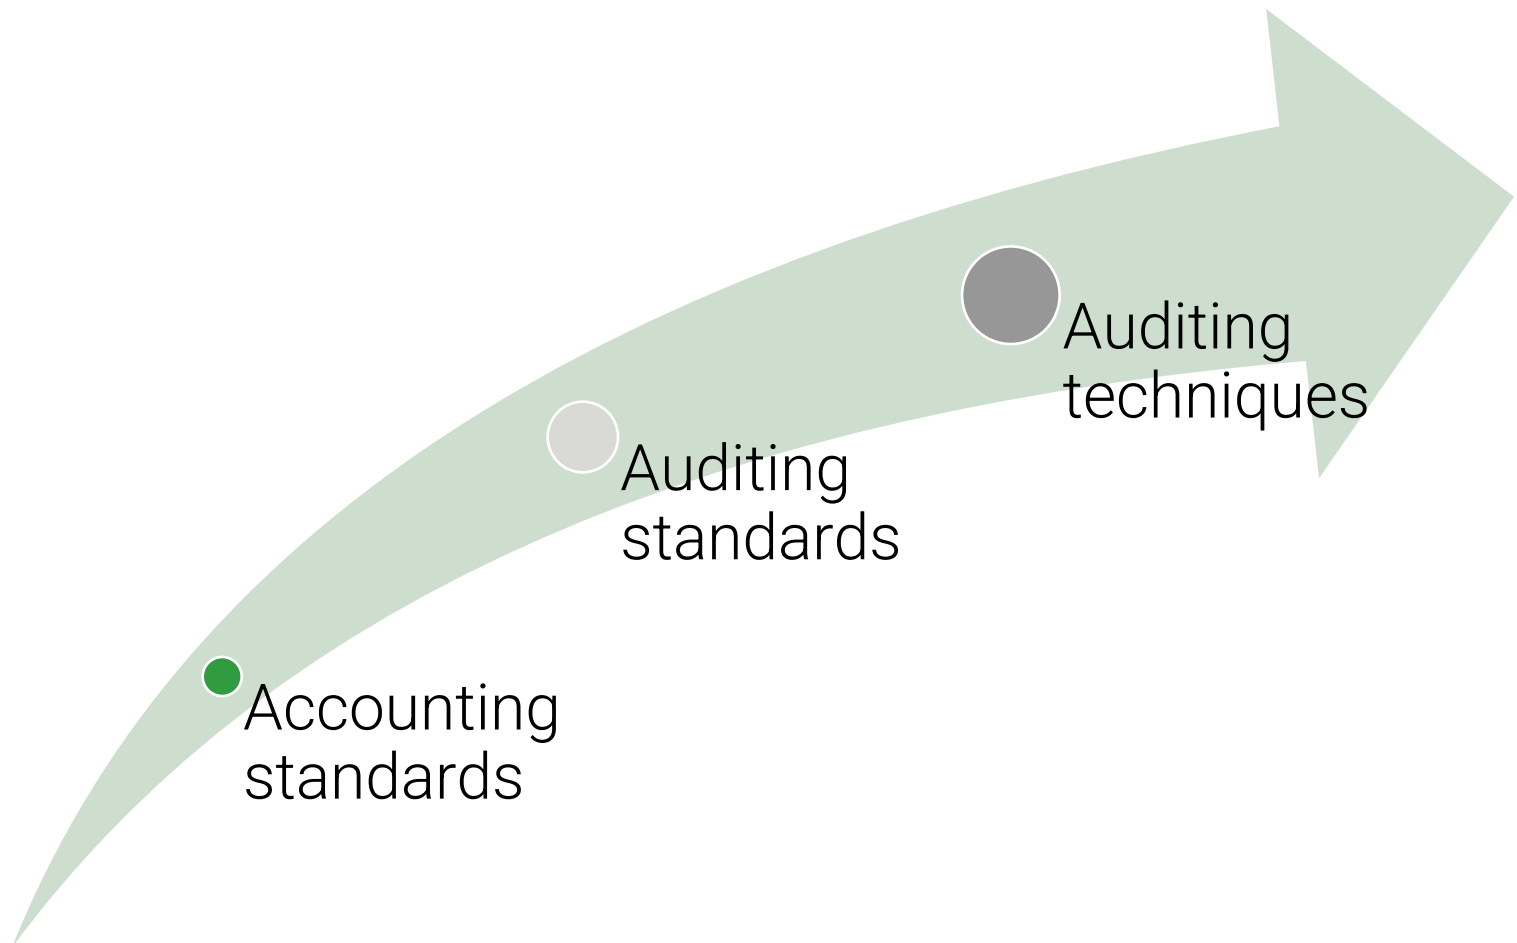 Accounting
standards
Auditing
standards
Auditing
techniques